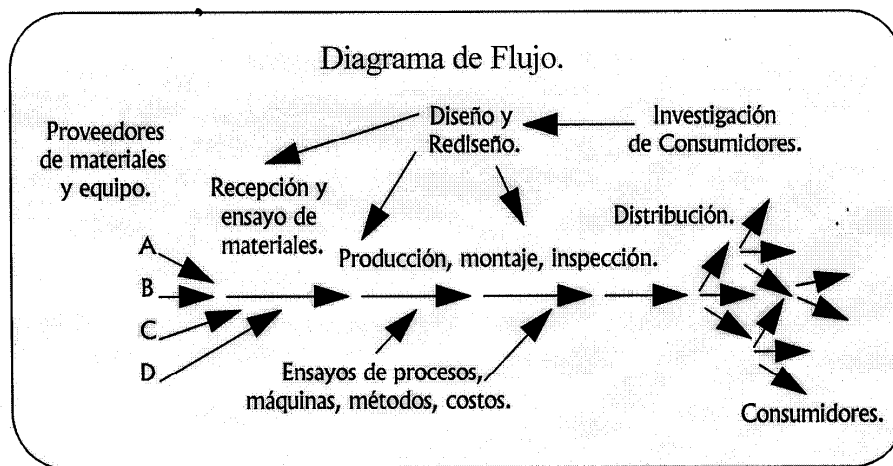 Diagrama de Flujo.
Proveedores
de materiales
y equipo.
Diseño y
Rediseño.
Investigación
de Consumidores.
Recepción y
ensayo de
materiales.
Distribución.
Producción, montaje, inspección.
A
B
C
D
Ensayos de procesos,
máquinas, métodos, costos.
Consumidores.